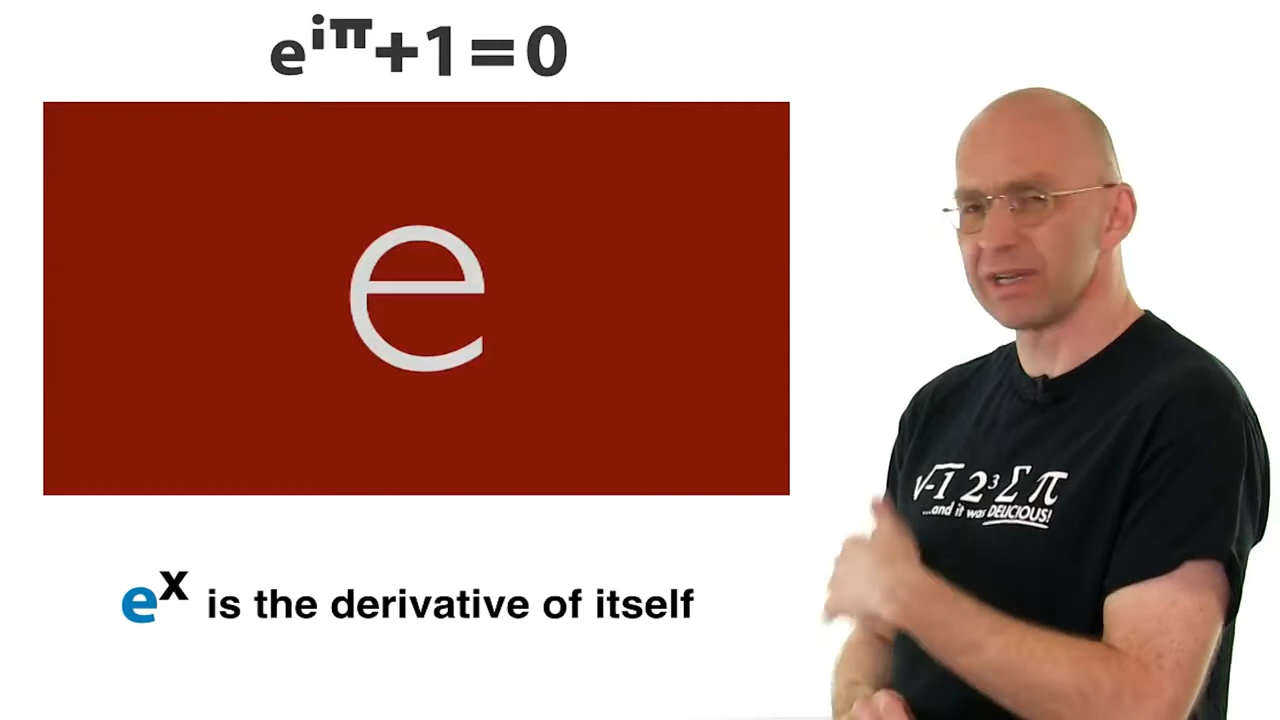 e^{iπ}+1=0
e
e^x is the derivative of itself
√-1 2³ Σ π
...and it was DELICIOUS!